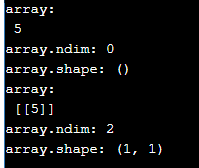 array:
 5
array.ndim: 0
array.shape: ()
array:
 [[5]]
array.ndim: 2
array.shape: (1, 1)